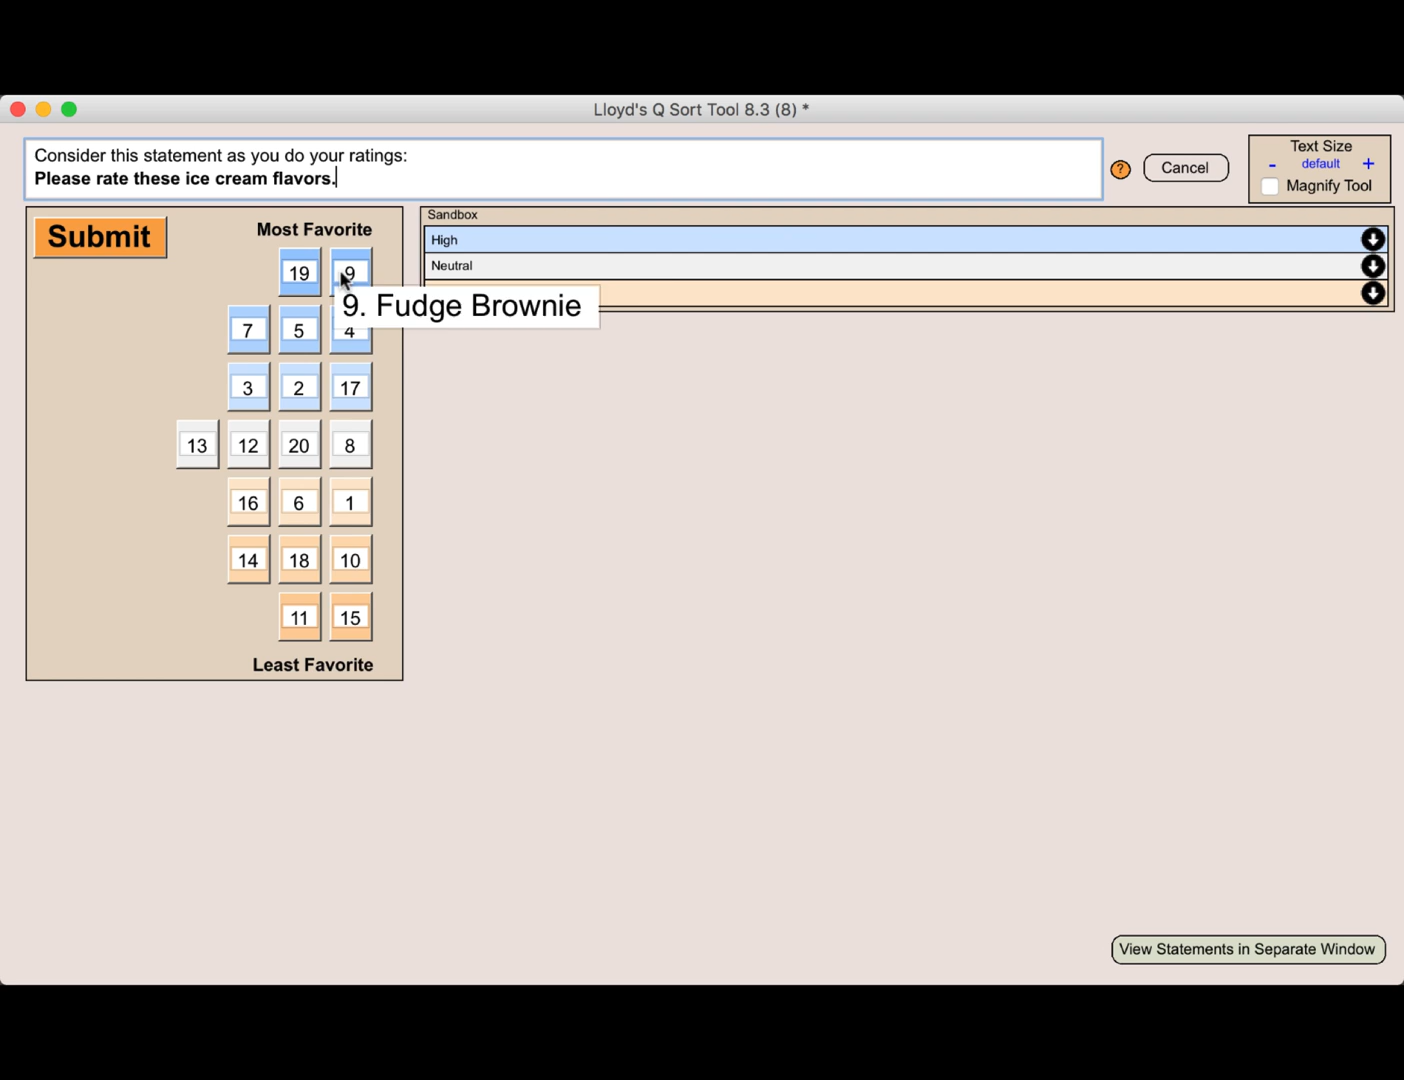 Lloyd's Q Sort Tool 8.3 (8) *
Consider this statement as you do your ratings:
Please rate these ice cream flavors.
?
Cancel
Text Size
- default +
Magnify Tool
Submit
Most Favorite
19 9
9. Fudge Brownie
7 5 4
3 2 17
13 12 20 8
16 6 1
14 18 10
11 15
Least Favorite
Sandbox
High
Neutral
View Statements in Separate Window